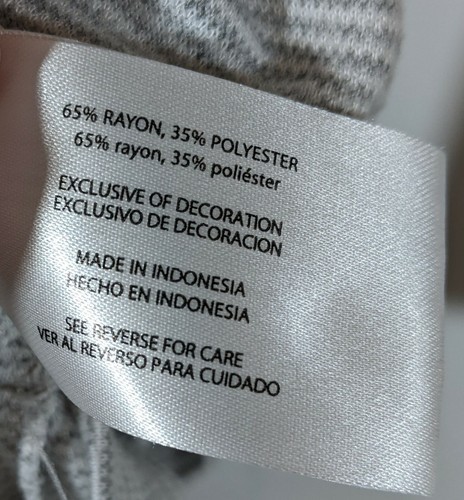 65% RAYON, 35% POLYESTER
65% rayon, 35% poliéster
EXCLUSIVE OF DECORATION
EXCLUSIVO DE DECORACION
MADE IN INDONESIA
HECHO EN INDONESIA
SEE REVERSE FOR CARE
VER AL REVERSO PARA CUIDADO